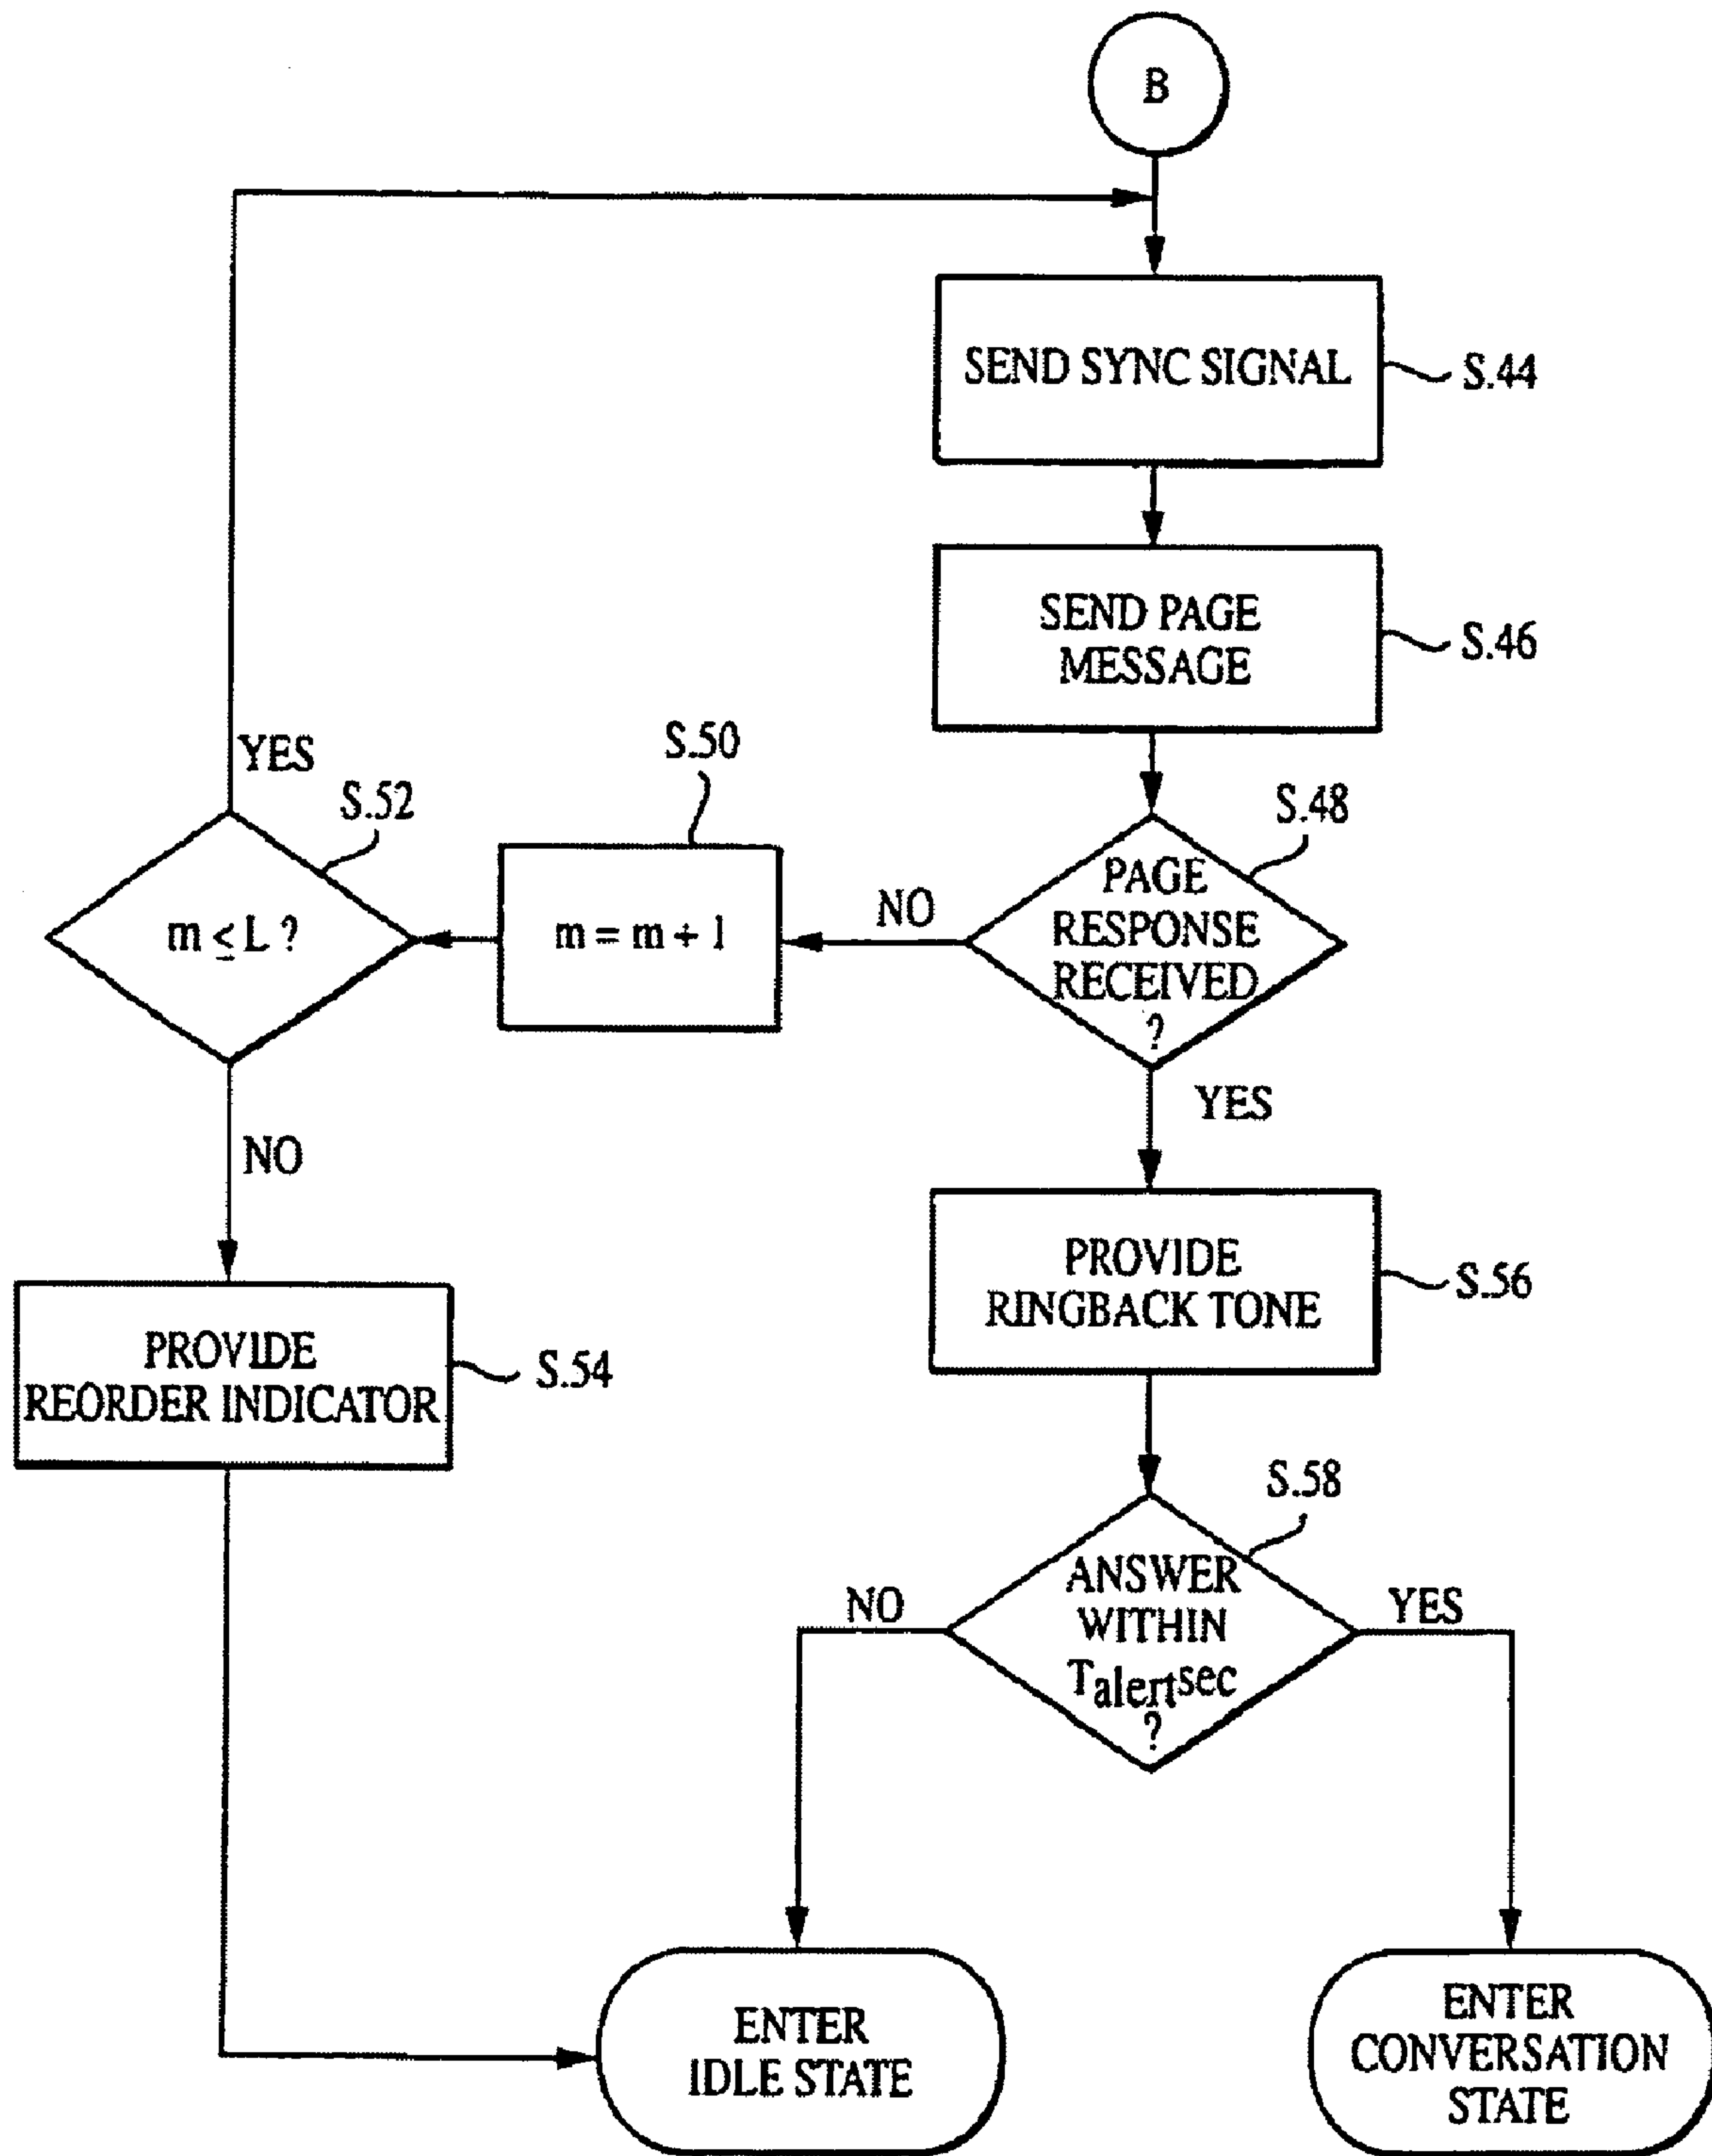 B
SEND SYNC SIGNAL
S.44
SEND PAGE
MESSAGE
S.46
YES
S.50
S.52
S.48
m ≤ L ?
m = m + 1
NO
PAGE
RESPONSE
RECEIVED
?
YES
NO
PROVIDE
RINGBACK TONE
S.56
PROVIDE
REORDER INDICATOR
S.54
S.58
NO
ANSWER
WITHIN
Talert sec
?
YES
ENTER
IDLE STATE
ENTER
CONVERSATION
STATE